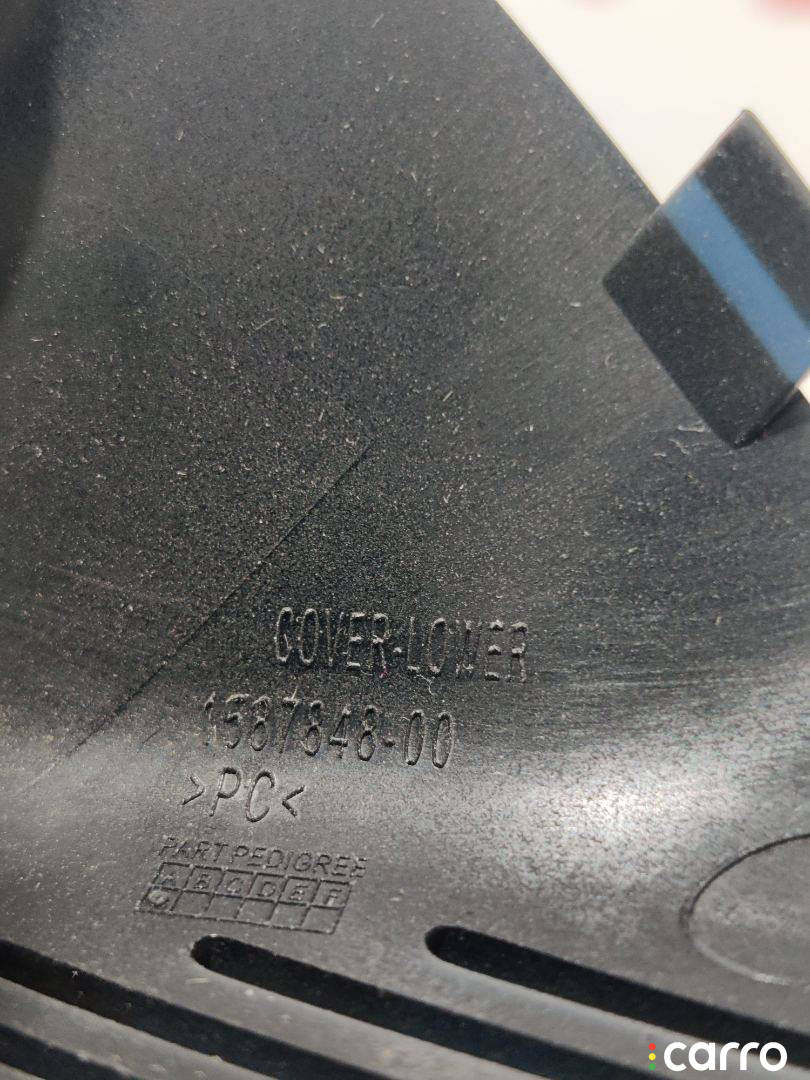 COVER-LOWER
1587848-00
>PC<
PART PEDIGREE
A B C D E F
carro